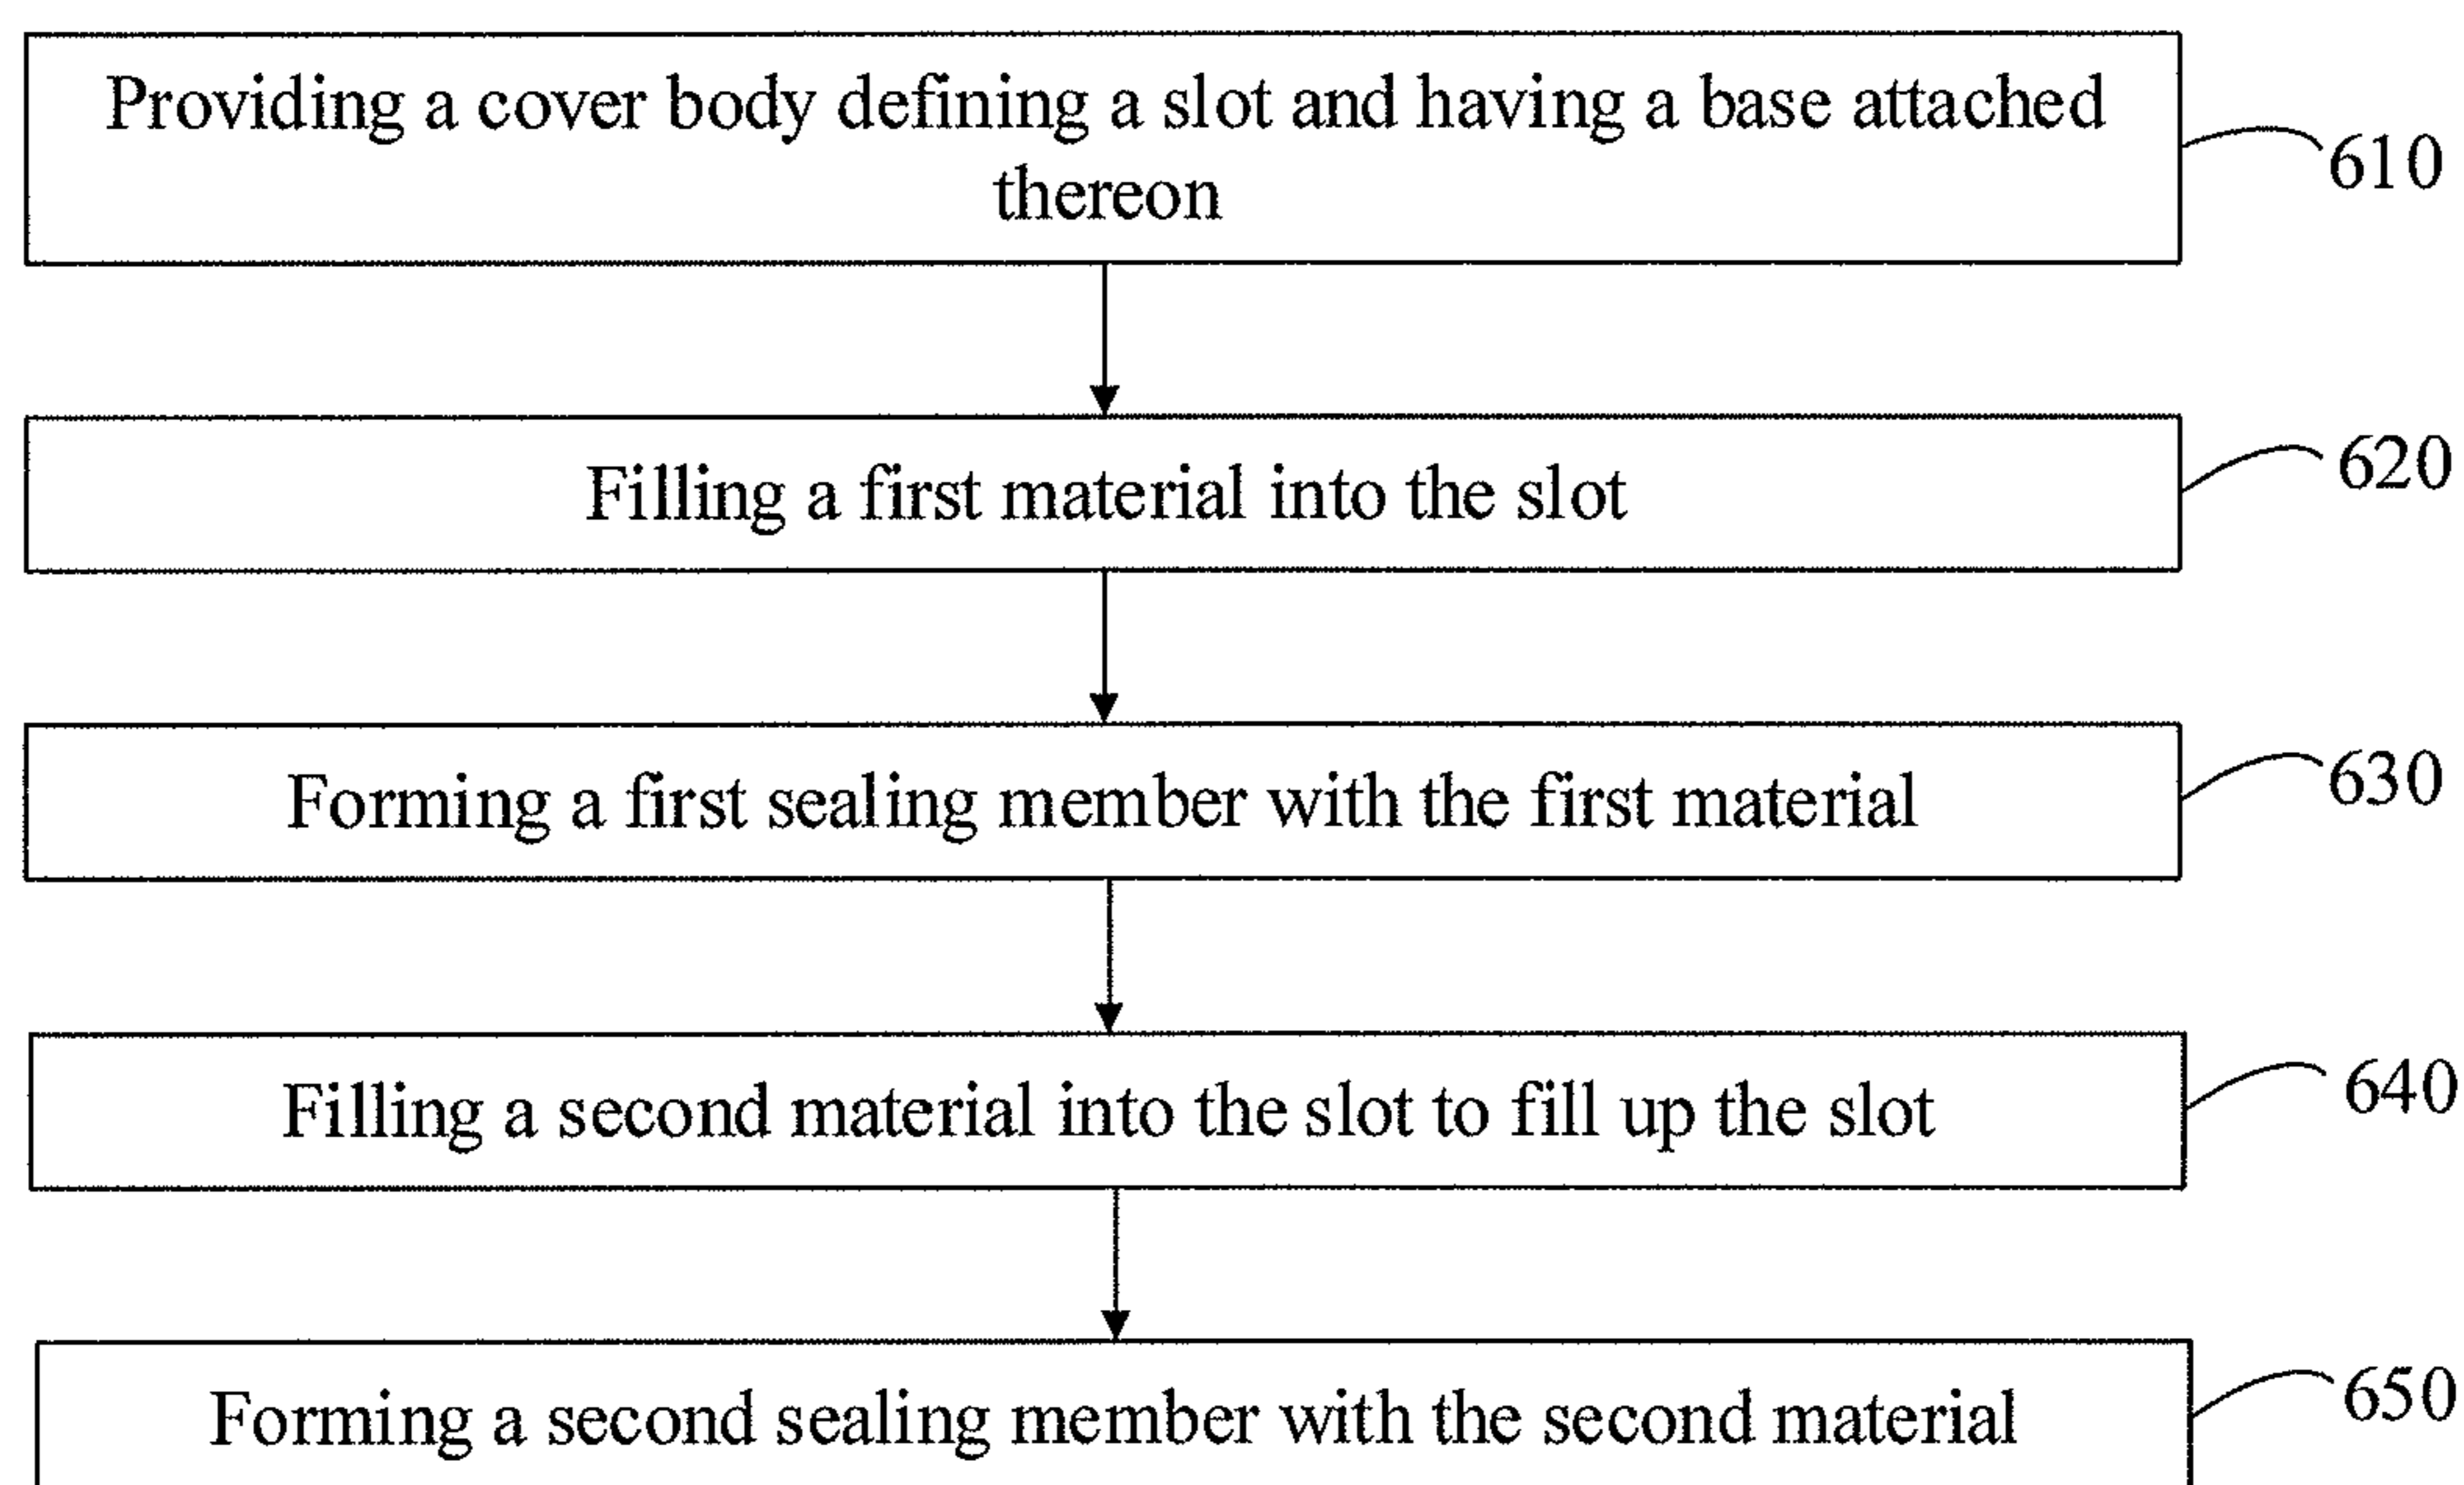 Providing a cover body defining a slot and having a base attached
thereon
610
Filling a first material into the slot
620
Forming a first sealing member with the first material
630
Filling a second material into the slot to fill up the slot
640
Forming a second sealing member with the second material
650